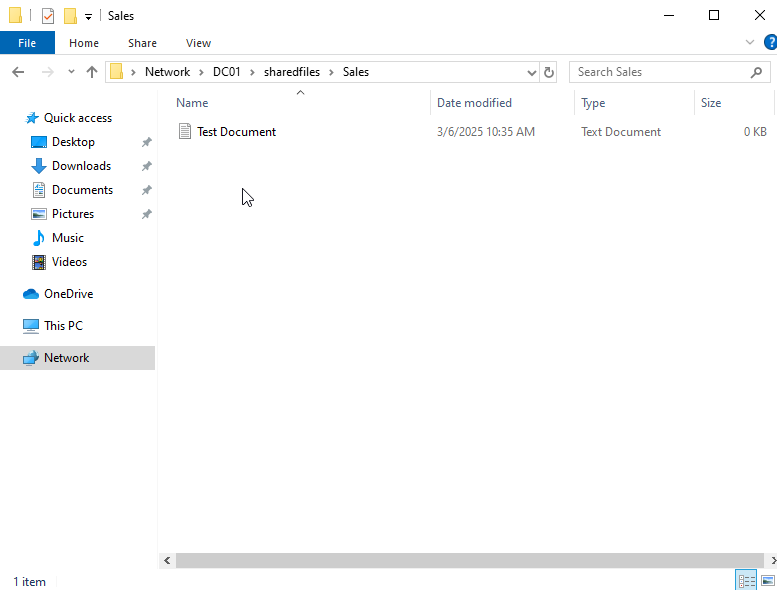 Sales
File Home Share View
Network DC01 sharedfiles Sales Search Sales
Name Date modified Type Size
Test Document 3/6/2025 10:35 AM Text Document 0 KB
Quick access
Desktop
Downloads
Documents
Pictures
Music
Videos
OneDrive
This PC
Network
1 item